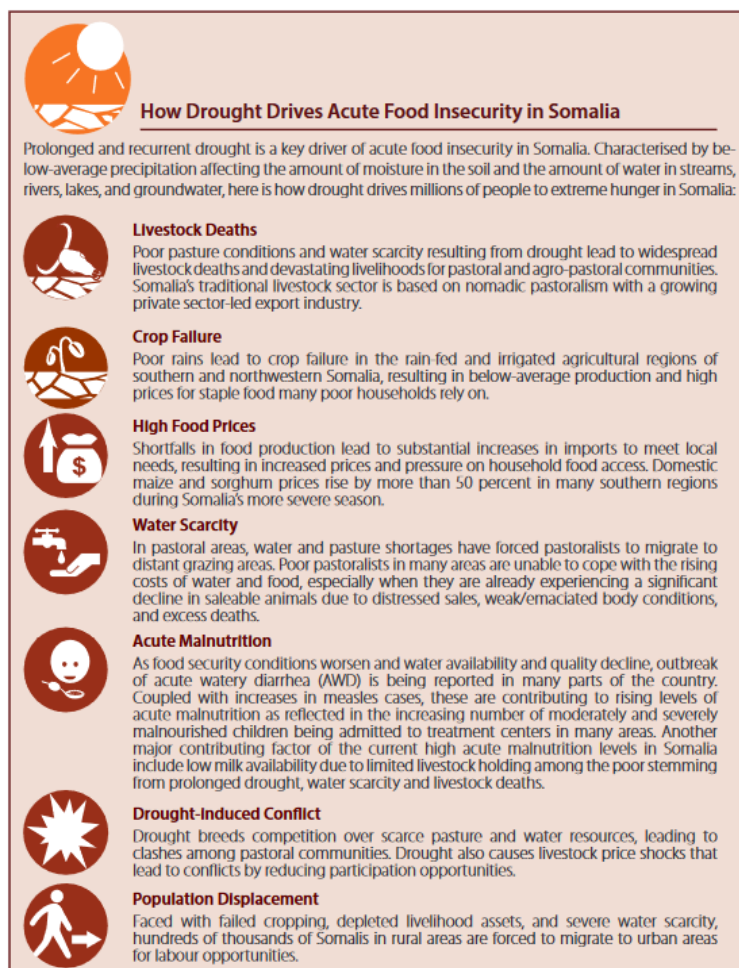 How Drought Drives Acute Food Insecurity in Somalia
Prolonged and recurrent drought is a key driver of acute food insecurity in Somalia. Characterised by be-
low-average precipitation affecting the amount of moisture in the soil and the amount of water in streams,
rivers, lakes, and groundwater, here is how drought drives millions of people to extreme hunger in Somalia:
Livestock Deaths
Poor pasture conditions and water scarcity resulting from drought lead to widespread
livestock deaths and devastating livelihoods for pastoral and agro-pastoral communities.
Somalia's traditional livestock sector is based on nomadic pastoralism with a growing
private sector-led export industry.
Crop Failure
Poor rains lead to crop failure in the rain-fed and irrigated agricultural regions of
southern and northwestern Somalia, resulting in below-average production and high
prices for staple food many poor households rely on.
$
High Food Prices
Shortfalls in food production lead to substantial increases in imports to meet local
needs, resulting in increased prices and pressure on household food access. Domestic
maize and sorghum prices rise by more than 50 percent in many southern regions
during Somalia's more severe season.
Water Scarcity
In pastoral areas, water and pasture shortages have forced pastoralists to migrate to
distant grazing areas. Poor pastoralists in many areas are unable to cope with the rising
costs of water and food, especially when they are already experiencing a significant
decline in saleable animals due to distressed sales, weak/emaciated body conditions,
and excess deaths.
Acute Malnutrition
As food security conditions worsen and water availability and quality decline, outbreak
of acute watery diarrhea (AWD) is being reported in many parts of the country.
Coupled with increases in measles cases, these are contributing to rising levels of
acute malnutrition as reflected in the increasing number of moderately and severely
malnourished children being admitted to treatment centers in many areas. Another
major contributing factor of the current high acute malnutrition levels in Somalia
include low milk availability due to limited livestock holding among the poor stemming
from prolonged drought, water scarcity and livestock deaths.
Drought-Induced Conflict
Drought breeds competition over scarce pasture and water resources, leading to
clashes among pastoral communities. Drought also causes livestock price shocks that
lead to conflicts by reducing participation opportunities.
Population Displacement
Faced with failed cropping, depleted livelihood assets, and severe water scarcity,
hundreds of thousands of Somalis in rural areas are forced to migrate to urban areas
for labour opportunities.